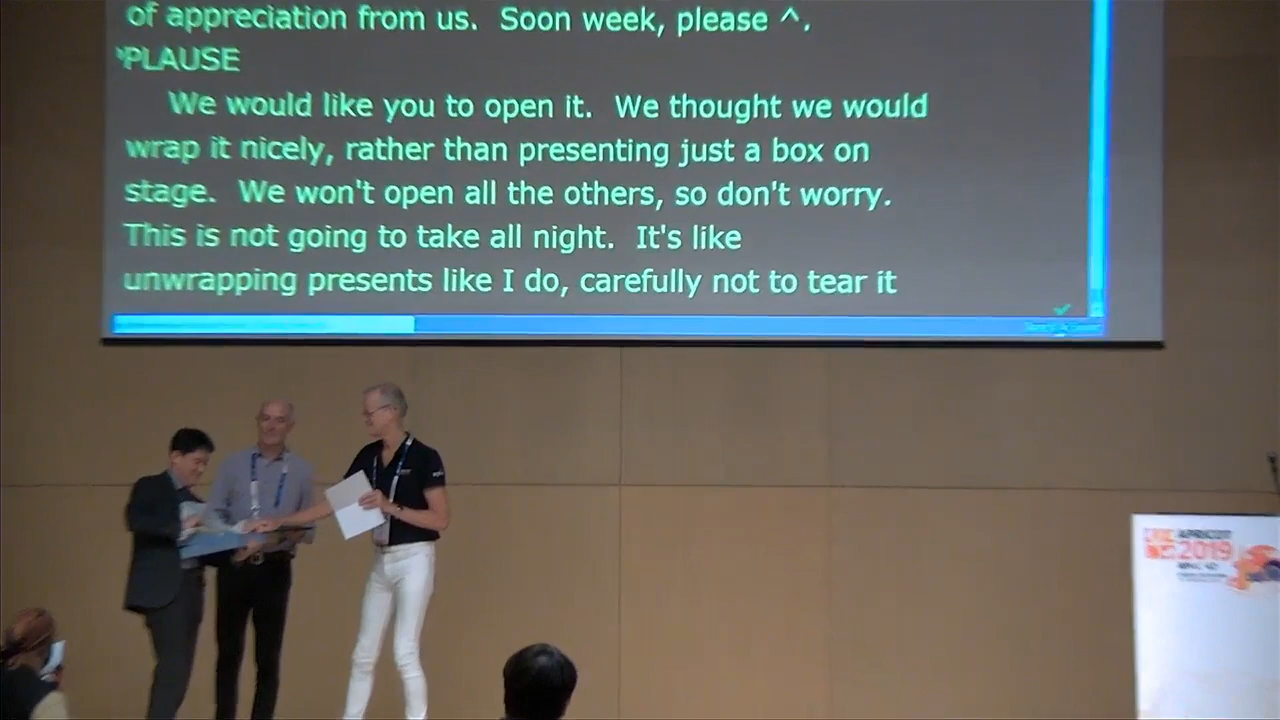 of appreciation from us.  Soon week, please ^.
PLAUSE
We would like you to open it.  We thought we would
wrap it nicely, rather than presenting just a box on
stage.  We won't open all the others, so don't worry.
This is not going to take all night.  It's like
unwrapping presents like I do, carefully not to tear it
APRICOT
2019